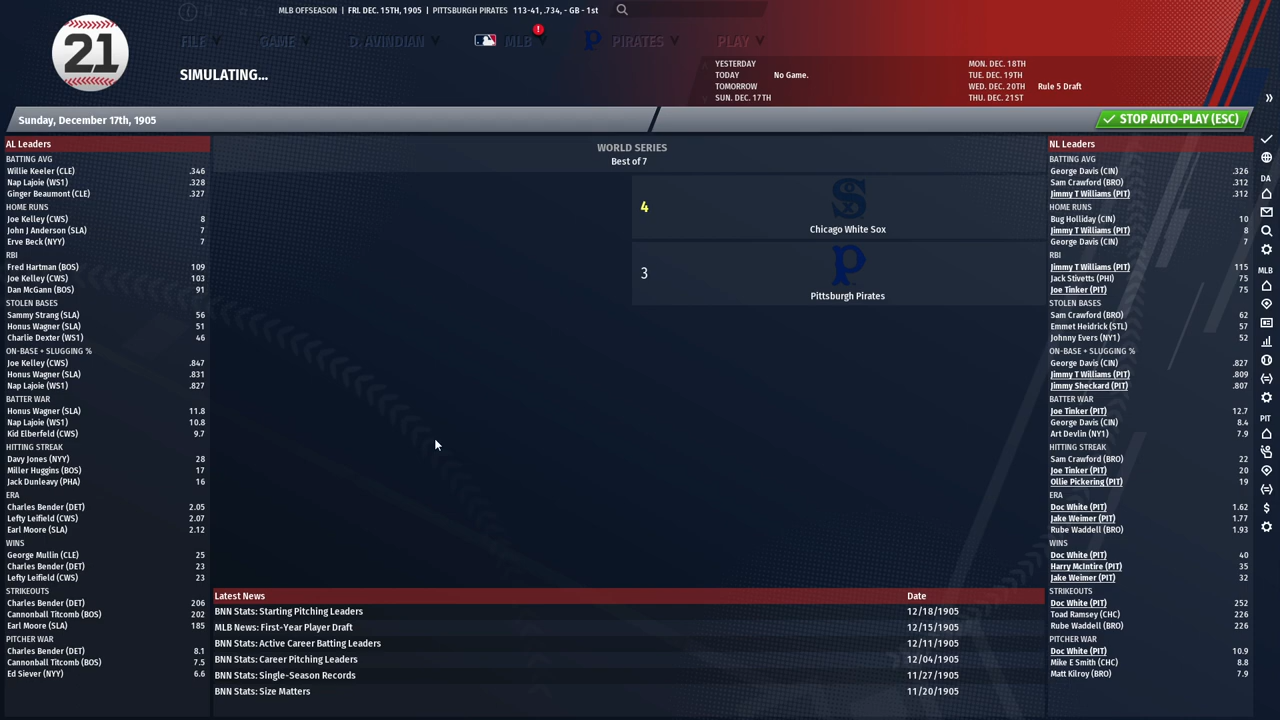 MLB OFFSEASON | FRI. DEC. 15TH, 1905 | PITTSBURGH PIRATES 113-41, .734, - GB - 1st
21
FILE GAME D. AVINDIAN MLB ! PIRATES PLAY
SIMULATING...
YESTERDAY
TODAY No Game.
TOMORROW
SUN. DEC. 17TH
MON. DEC. 18TH
TUE. DEC. 19TH
WED. DEC. 20TH Rule 5 Draft
THU. DEC. 21ST
Sunday, December 17th, 1905
STOP AUTO-PLAY (ESC)
AL Leaders
BATTING AVG
Willie Keeler (CLE) .346
Nap Lajoie (WS1) .328
Ginger Beaumont (CLE) .327
HOME RUNS
Joe Kelley (CWS) 8
John J Anderson (SLA) 7
Erve Beck (NYY) 7
RBI
Fred Hartman (BOS) 109
Joe Kelley (CWS) 103
Dan McGann (BOS) 91
STOLEN BASES
Sammy Strang (SLA) 56
Honus Wagner (SLA) 51
Charlie Dexter (WS1) 46
ON-BASE + SLUGGING %
Joe Kelley (CWS) .847
Honus Wagner (SLA) .831
Nap Lajoie (WS1) .827
BATTER WAR
Honus Wagner (SLA) 11.8
Nap Lajoie (WS1) 10.8
Kid Elberfeld (CWS) 9.7
HITTING STREAK
Davy Jones (NYY) 28
Miller Huggins (BOS) 17
Jack Dunleavy (PHA) 16
ERA
Charles Bender (DET) 2.05
Lefty Leifield (CWS) 2.07
Earl Moore (SLA) 2.12
WINS
George Mullin (CLE) 25
Charles Bender (DET) 23
Lefty Leifield (CWS) 23
STRIKEOUTS
Charles Bender (DET) 206
Cannonball Titcomb (BOS) 202
Earl Moore (SLA) 185
PITCHER WAR
Charles Bender (DET) 8.1
Cannonball Titcomb (BOS) 7.5
Ed Siever (NYY) 6.6
WORLD SERIES
Best of 7
4
Chicago White Sox
3
Pittsburgh Pirates
Latest News Date
BNN Stats: Starting Pitching Leaders 12/18/1905
MLB News: First-Year Player Draft 12/15/1905
BNN Stats: Active Career Batting Leaders 12/11/1905
BNN Stats: Career Pitching Leaders 12/04/1905
BNN Stats: Single-Season Records 11/27/1905
BNN Stats: Size Matters 11/20/1905
NL Leaders
BATTING AVG
George Davis (CIN) .326
Sam Crawford (BRO) .312
Jimmy T Williams (PIT) .312
HOME RUNS
Bug Holliday (CIN) 10
Jimmy T Williams (PIT) 8
George Davis (CIN) 7
RBI
Jimmy T Williams (PIT) 115
Jack Stivetts (PHI) 75
Joe Tinker (PIT) 75
STOLEN BASES
Sam Crawford (BRO) 62
Emmet Heidrick (STL) 57
Johnny Evers (NY1) 52
ON-BASE + SLUGGING %
George Davis (CIN) .827
Jimmy T Williams (PIT) .809
Jimmy Sheckard (PIT) .807
BATTER WAR
Joe Tinker (PIT) 12.7
George Davis (CIN) 8.4
Art Devlin (NY1) 7.9
HITTING STREAK
Sam Crawford (BRO) 22
Joe Tinker (PIT) 20
Ollie Pickering (PIT) 19
ERA
Doc White (PIT) 1.62
Jake Weimer (PIT) 1.77
Rube Waddell (BRO) 1.93
WINS
Doc White (PIT) 40
Harry McIntire (PIT) 35
Jake Weimer (PIT) 32
STRIKEOUTS
Doc White (PIT) 252
Toad Ramsey (CHC) 226
Rube Waddell (BRO) 226
PITCHER WAR
Doc White (PIT) 10.9
Mike E Smith (CHC) 8.8
Matt Kilroy (BRO) 7.9
DA
MLB
PIT